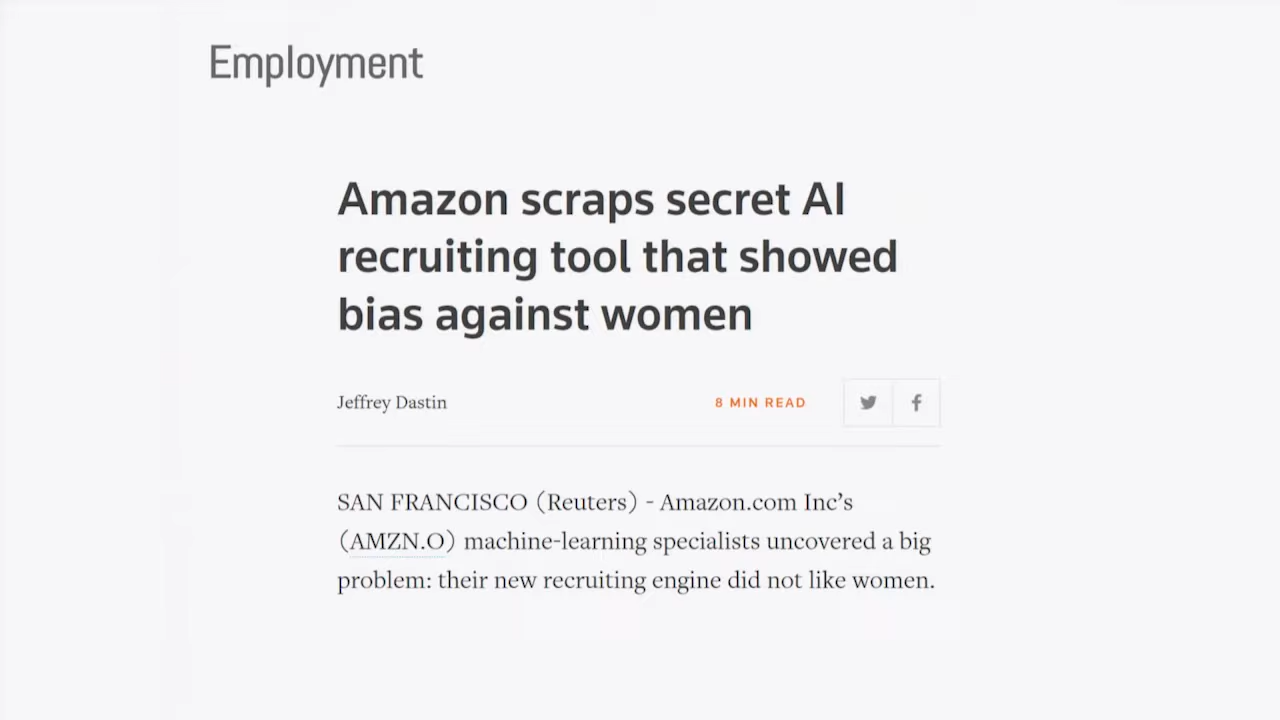 Employment
Amazon scraps secret AI
recruiting tool that showed
bias against women
Jeffrey Dastin
8 MIN READ
SAN FRANCISCO (Reuters) - Amazon.com Inc’s
(AMZN.O) machine-learning specialists uncovered a big
problem: their new recruiting engine did not like women.